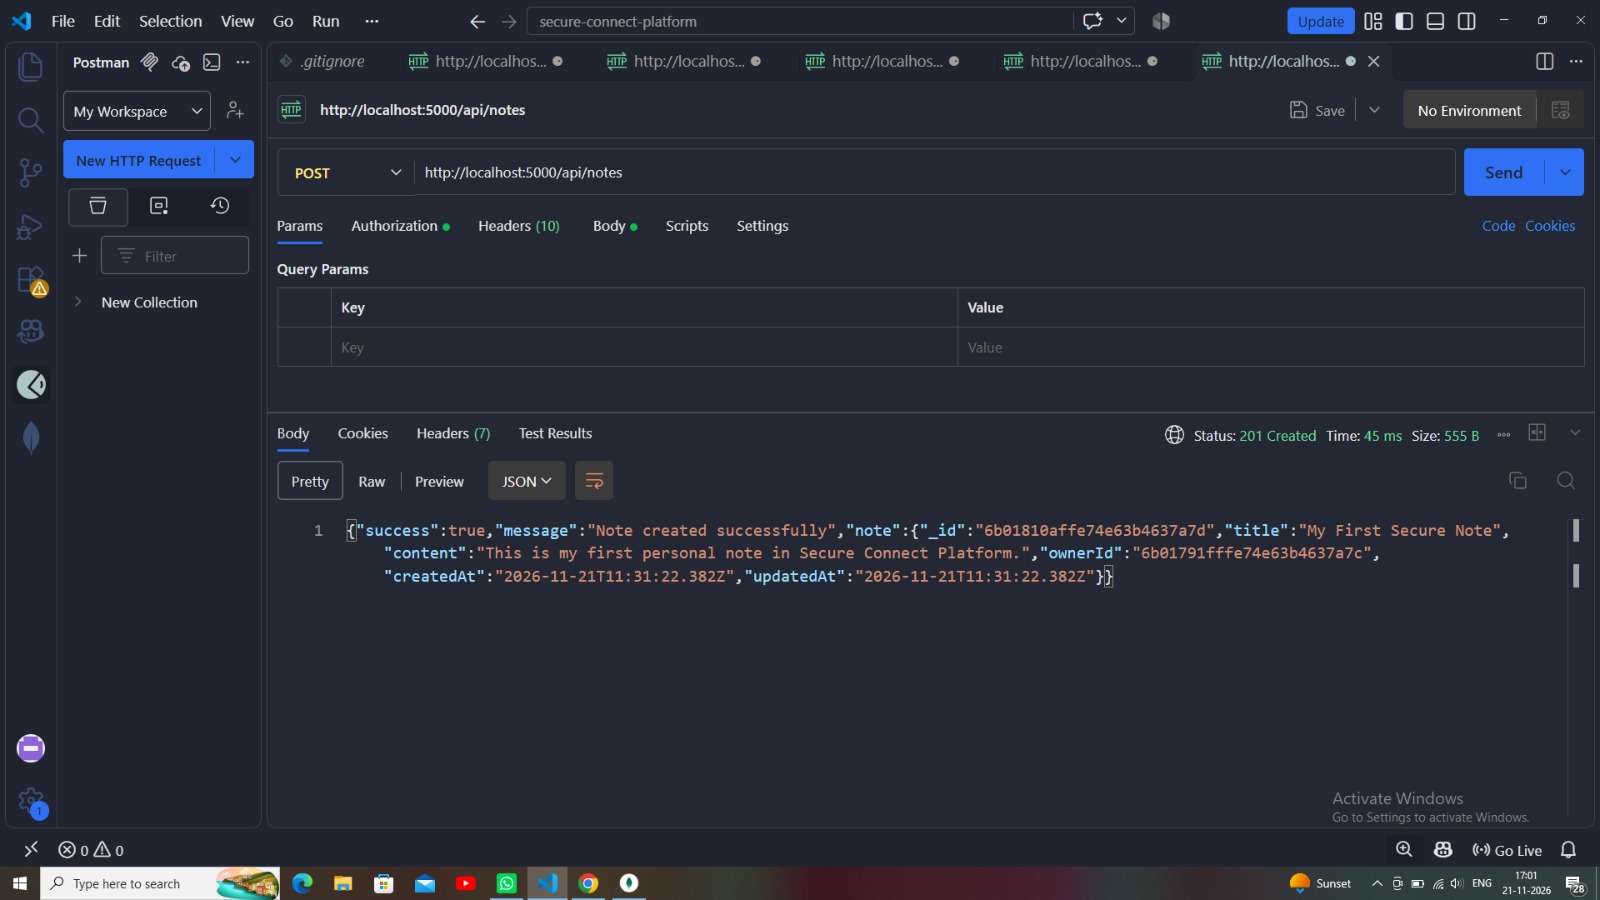 File Edit Selection View Go Run ··· secure-connect-platform Update
Postman
.gitignore http://localhos... http://localhos... http://localhos... http://localhos... http://localhos...
My Workspace
http://localhost:5000/api/notes Save No Environment
New HTTP Request
POST http://localhost:5000/api/notes Send
Params Authorization Headers (10) Body Scripts Settings Code Cookies
Filter
Query Params
New Collection
Key Value
Key Value
Body Cookies Headers (7) Test Results Status: 201 Created Time: 45 ms Size: 555 B
Pretty Raw Preview JSON
1 {"success":true,"message":"Note created successfully","note":{"_id":"6b01810affe74e63b4637a7d","title":"My First Secure Note",
"content":"This is my first personal note in Secure Connect Platform.","ownerId":"6b01791fffe74e63b4637a7c",
"createdAt":"2026-11-21T11:31:22.382Z","updatedAt":"2026-11-21T11:31:22.382Z"}}
Activate Windows
Go to Settings to activate Windows.
1
0 0 Go Live
Type here to search Sunset ENG 17:01
21-11-2026 28